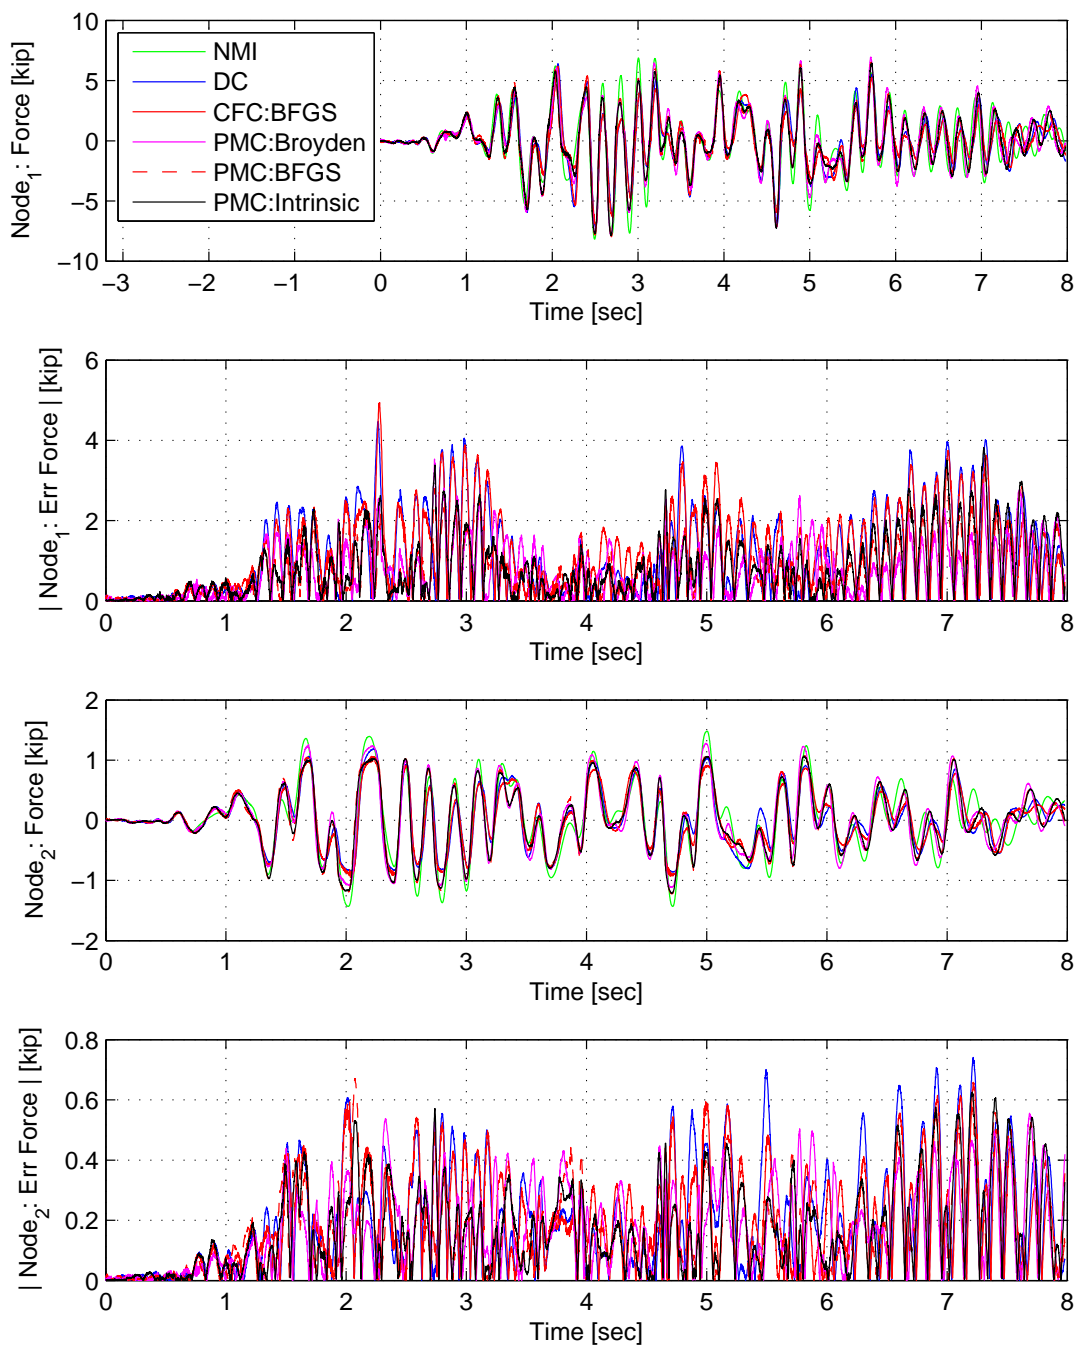 10
5
0
−5
−10
Node1: Force [kip]
NMI
DC
CFC:BFGS
PMC:Broyden
PMC:BFGS
PMC:Intrinsic
−3 −2 −1 0 1 2 3 4 5 6 7 8
Time [sec]
6
4
2
0
| Node1: Err Force | [kip]
0 1 2 3 4 5 6 7 8
Time [sec]
2
1
0
−1
−2
Node2: Force [kip]
0 1 2 3 4 5 6 7 8
Time [sec]
0.8
0.6
0.4
0.2
0
| Node2: Err Force | [kip]
0 1 2 3 4 5 6 7 8
Time [sec]